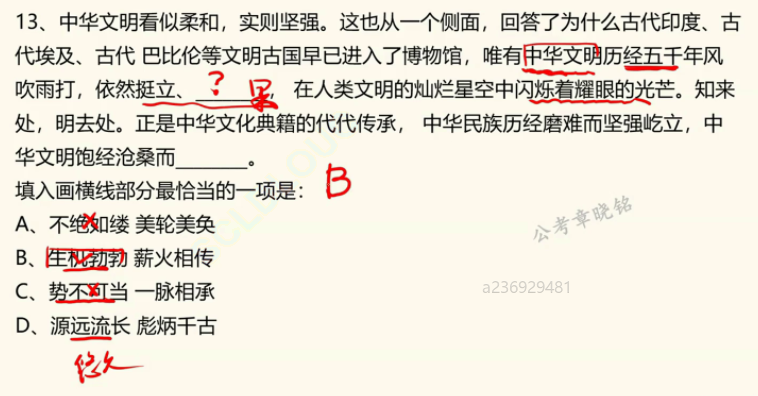 13、中华文明看似柔和，实则坚强。这也从一个侧面，回答了为什么古代印度、古
代埃及、古代 巴比伦等文明古国早已进入了博物馆，唯有中华文明历经五千年风
吹雨打，依然挺立、______， 在人类文明的灿烂星空中闪烁着耀眼的光芒。知来
？ 果
处，明去处。正是中华文化典籍的代代传承， 中华民族历经磨难而坚强屹立，中
华文明饱经沧桑而______。
填入画横线部分最恰当的一项是： B
A、不绝如缕 美轮美奂
B、生机勃勃 薪火相传
C、势不可当 一脉相承
D、源远流长 彪炳千古
悠久
公考章晓铭
a236929481